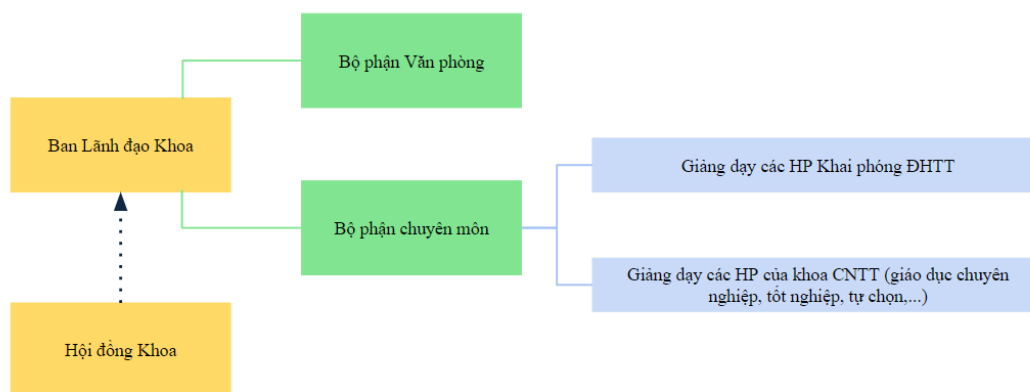 Bộ phận Văn phòng
Ban Lãnh đạo Khoa
Giảng dạy các HP Khai phóng ĐHTT
Bộ phận chuyên môn
Giảng dạy các HP của khoa CNTT (giáo dục chuyên
nghiệp, tốt nghiệp, tự chọn,...)
Hội đồng Khoa